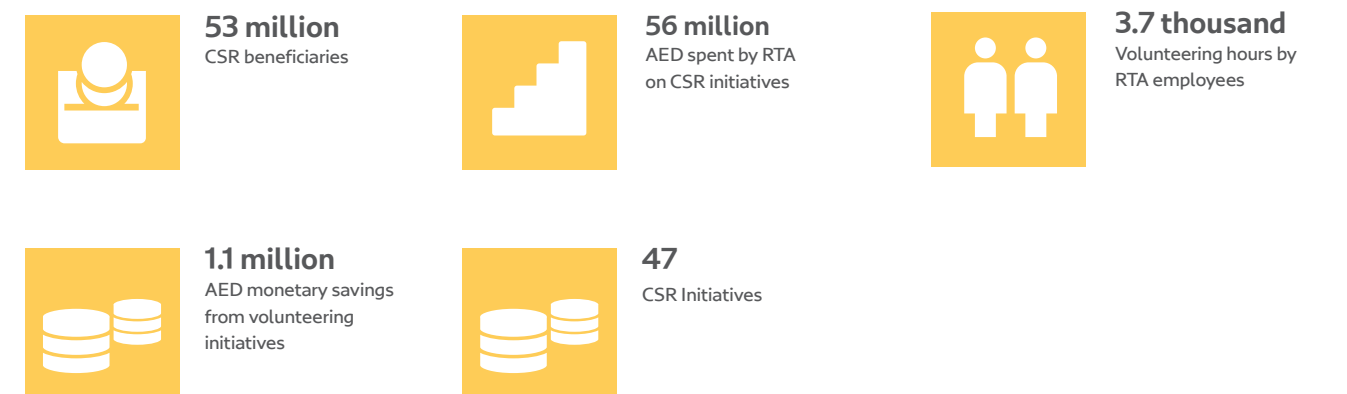 53 million
CSR beneficiaries
56 million
AED spent by RTA
on CSR initiatives
3.7 thousand
Volunteering hours by
RTA employees
1.1 million
AED monetary savings
from volunteering
initiatives
47
CSR Initiatives